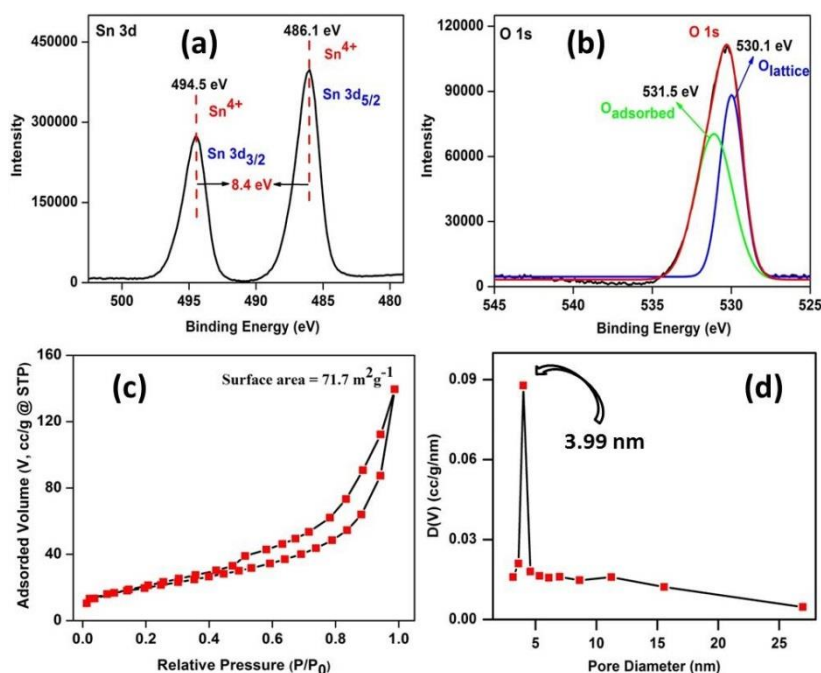 Sn 3d
(a)
486.1 eV
494.5 eV
Sn4+
Sn4+
Sn 3d5/2
Sn 3d3/2
8.4 eV
450000
300000
150000
0
Intensity
500 495 490 485 480
Binding Energy (eV)
O 1s
(b)
O 1s
530.1 eV
Olattice
531.5 eV
Oadsorbed
120000
90000
60000
30000
0
Intensity
545 540 535 530 525
Binding Energy (eV)
(c)
Surface area = 71.7 m2g-1
160
120
80
40
0
Adsorded Volume (V, cc/g @ STP)
0.0 0.2 0.4 0.6 0.8 1.0
Relative Pressure (P/P0)
(d)
3.99 nm
0.09
0.06
0.03
0.00
D(V) (cc/g/nm)
5 10 15 20 25
Pore Diameter (nm)